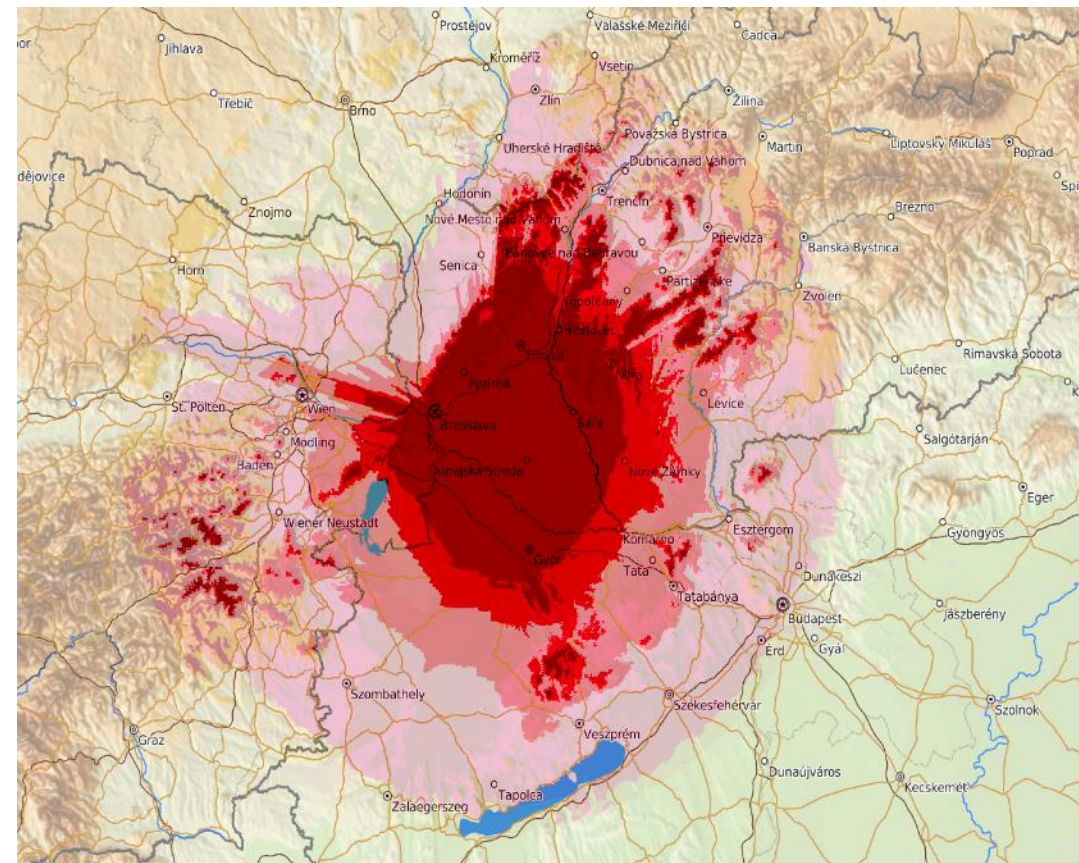 Prostějov
Valašské Meziříčí
Čadca
Jihlava
Kroměříž
Vsetín
Třebíč
Brno
Zlín
Žilina
Považská Bystrica
Martin
Liptovský Mikuláš
Poprad
Uherské Hradiště
Dubnica nad Váhom
dějovice
Hodonín
Trenčín
Znojmo
Nové Mesto nad Váhom
Brezno
Prievidza
Banská Bystrica
Senica
Horn
Partizánske
Topoľčany
Zvolen
Hlohovec
Trnava
Rimavská Sobota
Lučenec
Pezinok
Nitra
St. Pölten
Wien
Levice
Bratislava
Šaľa
Salgótarján
Mödling
Baden
Dunajská Streda
Nové Zámky
Eger
Wiener Neustadt
Esztergom
Gyöngyös
Komárno
Győr
Tata
Dunakeszi
Tatabánya
Budapest
Jászberény
Érd
Gyál
Szombathely
Székesfehérvár
Szolnok
Veszprém
Graz
Dunaújváros
Kecskemét
Tapolca
Zalaegerszeg